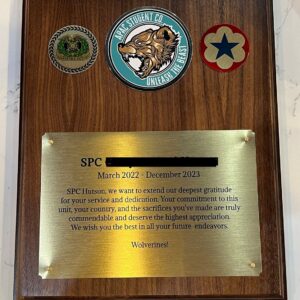 APAC STUDENT CO.
UNLEASH THE BEAST
SPC
March 2022 - December 2023
SPC Hutson, we want to extend our deepest gratitude
for your service and dedication. Your commitment to this
unit, your country, and the sacrifices you've made are truly
commendable and deserve the highest appreciation.
We wish you the best in all your future endeavors.
Wolverines!